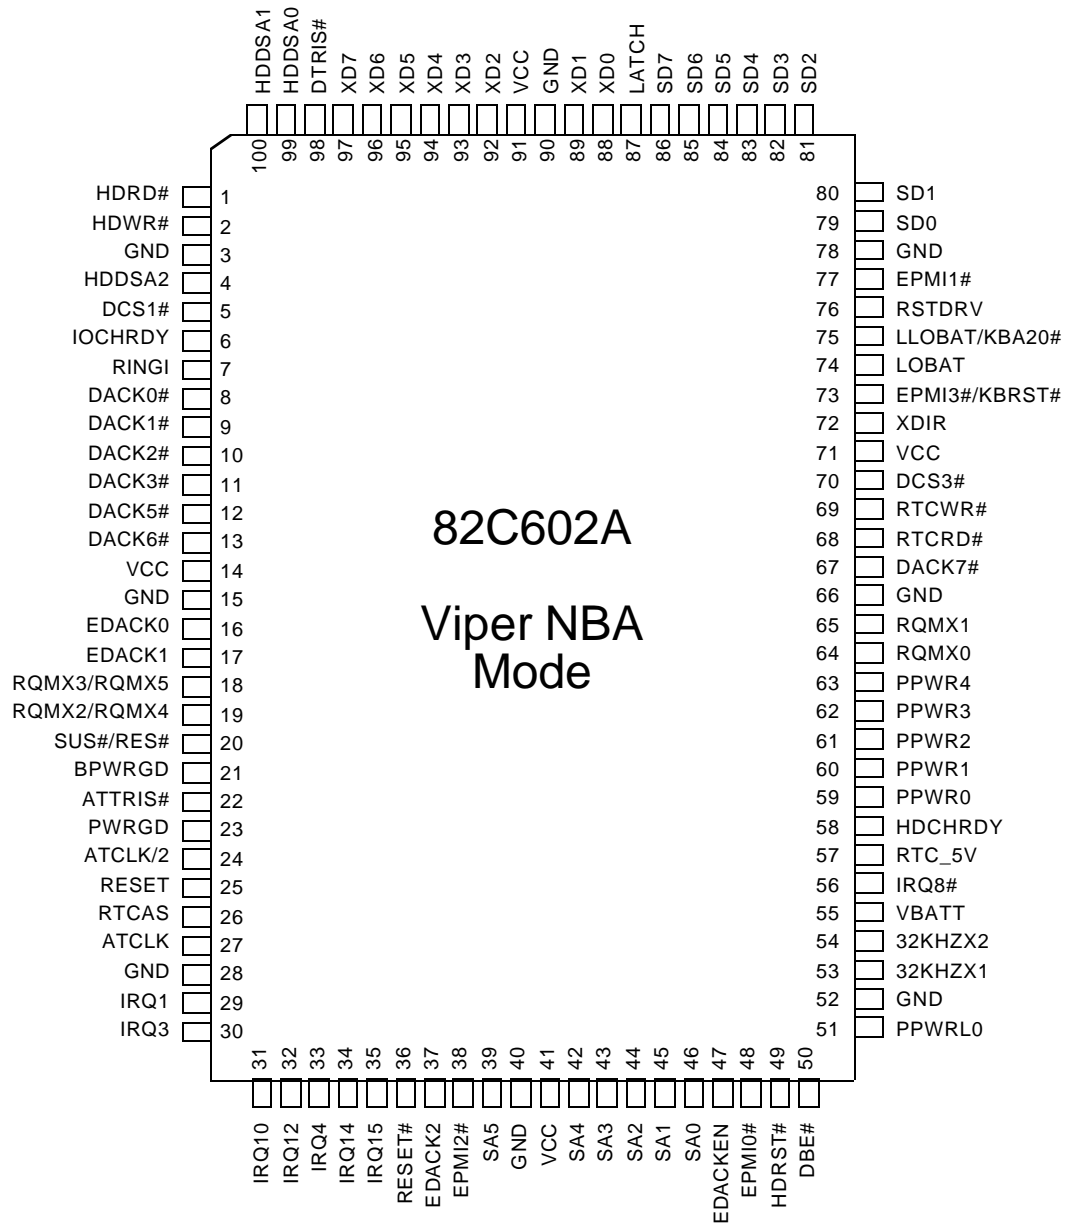 HDDSA1
HDDSA0
DTRIS#
XD7
XD6
XD5
XD4
XD3
XD2
VCC
GND
XD1
XD0
LATCH
SD7
SD6
SD5
SD4
SD3
SD2
100
99
98
97
96
95
94
93
92
91
90
89
88
87
86
85
84
83
82
81
HDRD# 1
HDWR# 2
GND 3
HDDSA2 4
DCS1# 5
IOCHRDY 6
RINGI 7
DACK0# 8
DACK1# 9
DACK2# 10
DACK3# 11
DACK5# 12
DACK6# 13
VCC 14
GND 15
EDACK0 16
EDACK1 17
RQMX3/RQMX5 18
RQMX2/RQMX4 19
SUS#/RES# 20
BPWRGD 21
ATTRIS# 22
PWRGD 23
ATCLK/2 24
RESET 25
RTCAS 26
ATCLK 27
GND 28
IRQ1 29
IRQ3 30
82C602A
Viper NBA
Mode
80 SD1
79 SD0
78 GND
77 EPMI1#
76 RSTDRV
75 LLOBAT/KBA20#
74 LOBAT
73 EPMI3#/KBRST#
72 XDIR
71 VCC
70 DCS3#
69 RTCWR#
68 RTCRD#
67 DACK7#
66 GND
65 RQMX1
64 RQMX0
63 PPWR4
62 PPWR3
61 PPWR2
60 PPWR1
59 PPWR0
58 HDCHRDY
57 RTC_5V
56 IRQ8#
55 VBATT
54 32KHZX2
53 32KHZX1
52 GND
51 PPWRL0
31
32
33
34
35
36
37
38
39
40
41
42
43
44
45
46
47
48
49
50
IRQ10
IRQ12
IRQ4
IRQ14
IRQ15
RESET#
EDACK2
EPMI2#
SA5
GND
VCC
SA4
SA3
SA2
SA1
SA0
EDACKEN
EPMI0#
HDRST#
DBE#